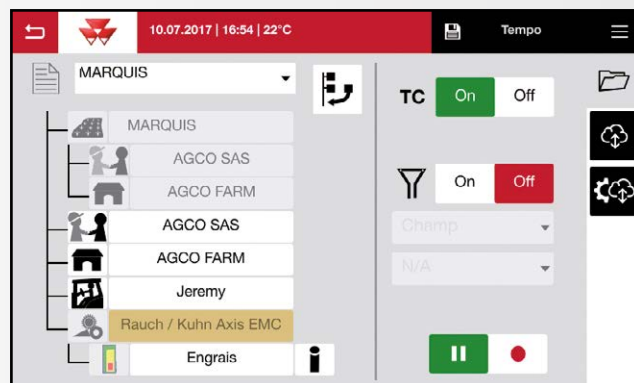 10.07.2017 | 16:54 | 22°C
Tempo
MARQUIS
TC On Off
MARQUIS
AGCO SAS
AGCO FARM
On Off
AGCO SAS
Champ
AGCO FARM
N/A
Jeremy
Rauch / Kuhn Axis EMC
Engrais